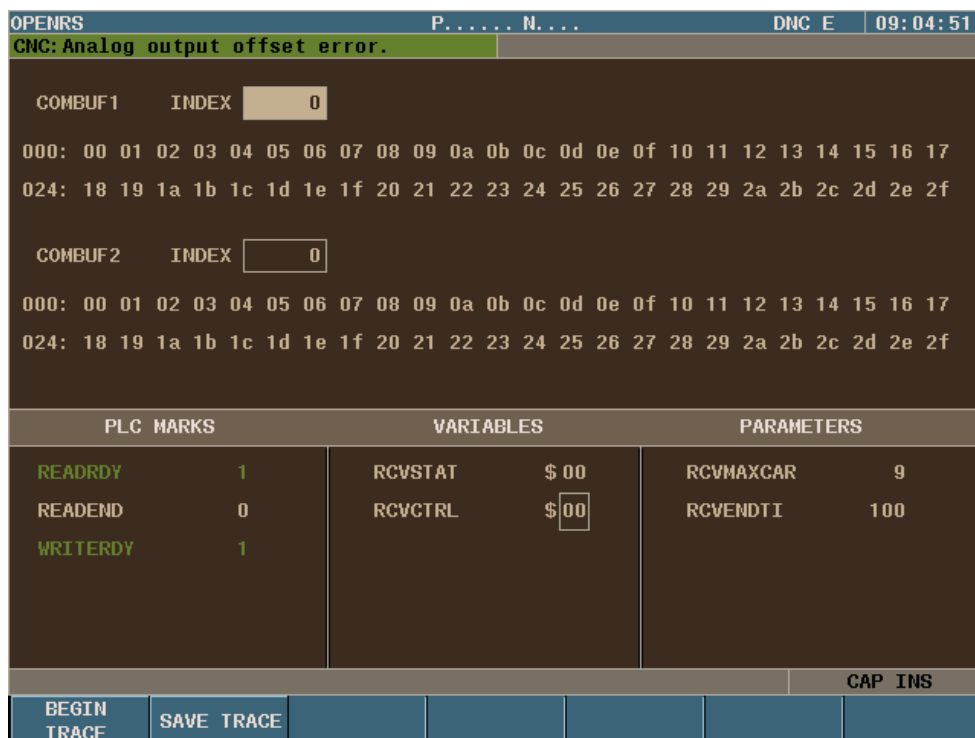 OPENRS P...... N.... DNC E 09:04:51
CNC:Analog output offset error.
COMBUF1 INDEX 0
000: 00 01 02 03 04 05 06 07 08 09 0a 0b 0c 0d 0e 0f 10 11 12 13 14 15 16 17
024: 18 19 1a 1b 1c 1d 1e 1f 20 21 22 23 24 25 26 27 28 29 2a 2b 2c 2d 2e 2f
COMBUF2 INDEX 0
000: 00 01 02 03 04 05 06 07 08 09 0a 0b 0c 0d 0e 0f 10 11 12 13 14 15 16 17
024: 18 19 1a 1b 1c 1d 1e 1f 20 21 22 23 24 25 26 27 28 29 2a 2b 2c 2d 2e 2f
PLC MARKS VARIABLES PARAMETERS
READRDY 1 RCVSTAT $00 RCVMAXCAR 9
READEND 0 RCVCTRL $00 RCVENDTI 100
WRITERDY 1
CAP INS
BEGIN
TRACE
SAVE TRACE